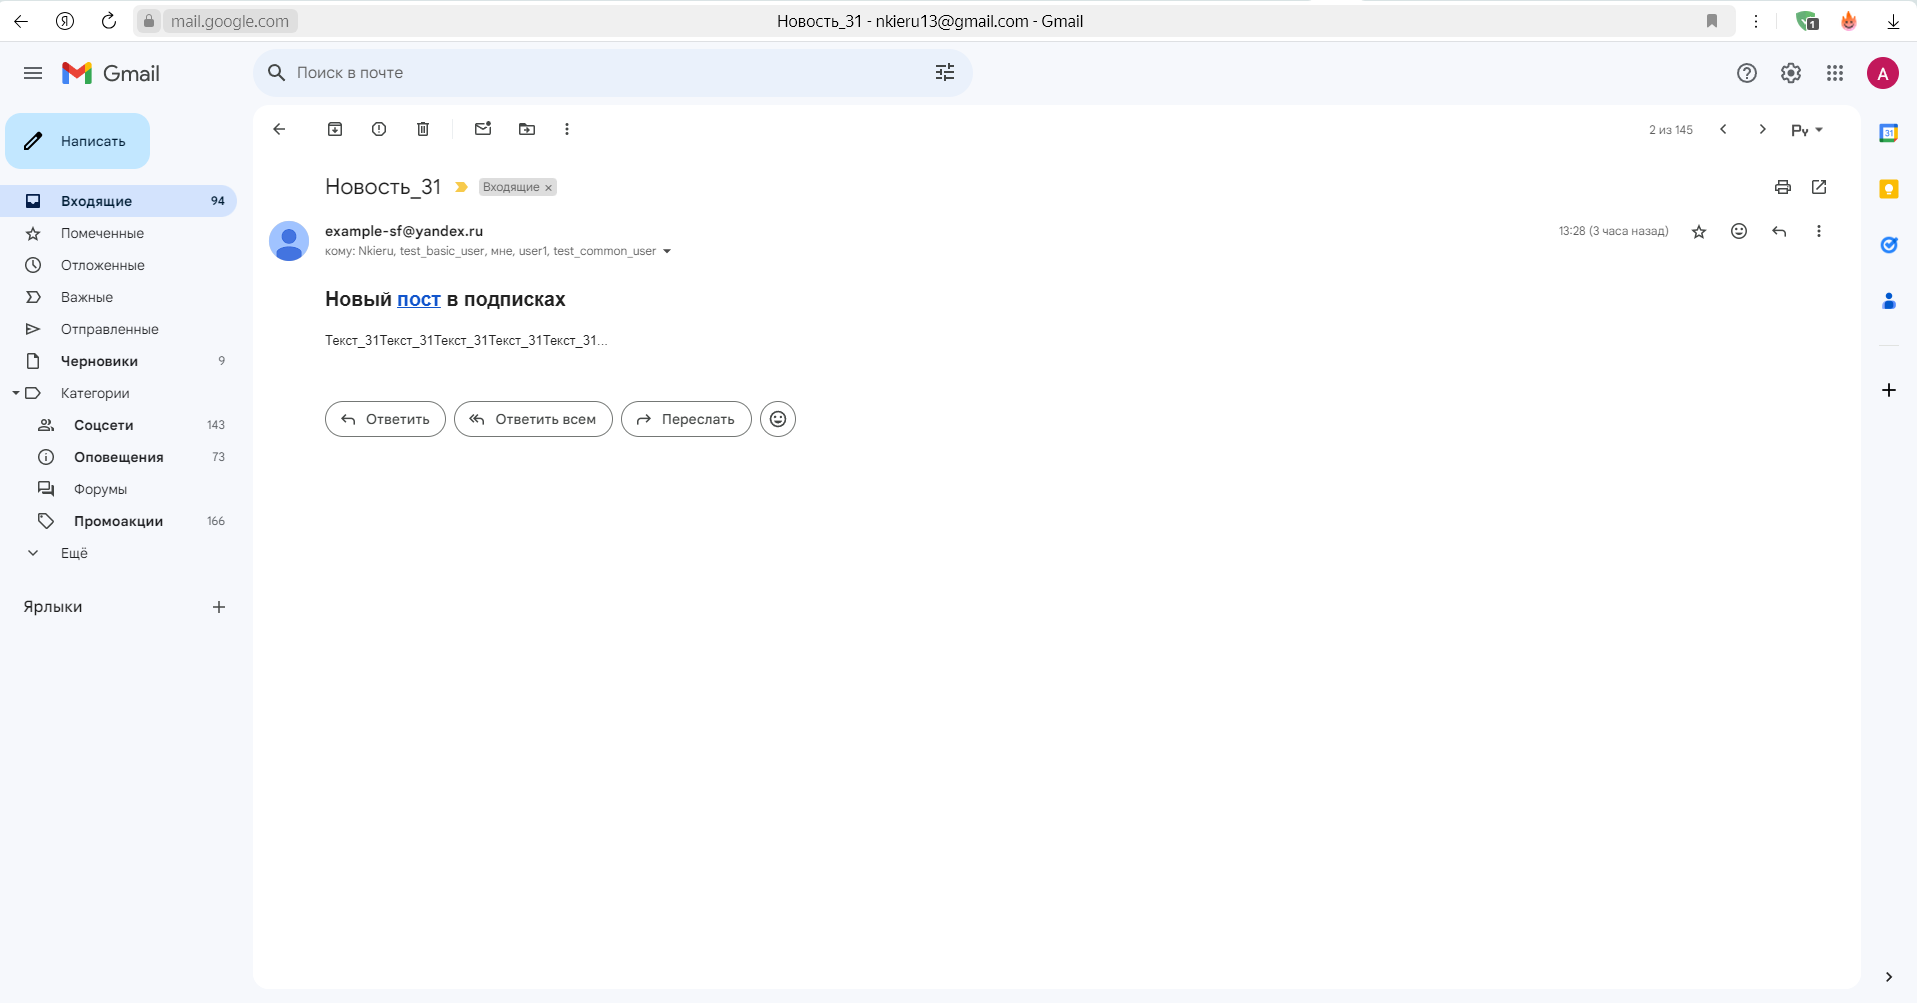 mail.google.com
Новость_31 - nkieru13@gmail.com - Gmail
1
Gmail
Поиск в почте
A
Написать
2 из 145
Ру
31
Новость_31
Входящие ×
Входящие 94
Помеченные
Отложенные
Важные
Отправленные
Черновики 9
Категории
Соцсети 143
Оповещения 73
Форумы
Промоакции 166
Ещё
Ярлыки
example-sf@yandex.ru
13:28 (3 часа назад)
кому: Nkieru, test_basic_user, мне, user1, test_common_user
Новый пост в подписках
Текст_31Текст_31Текст_31Текст_31Текст_31...
Ответить
Ответить всем
Переслать